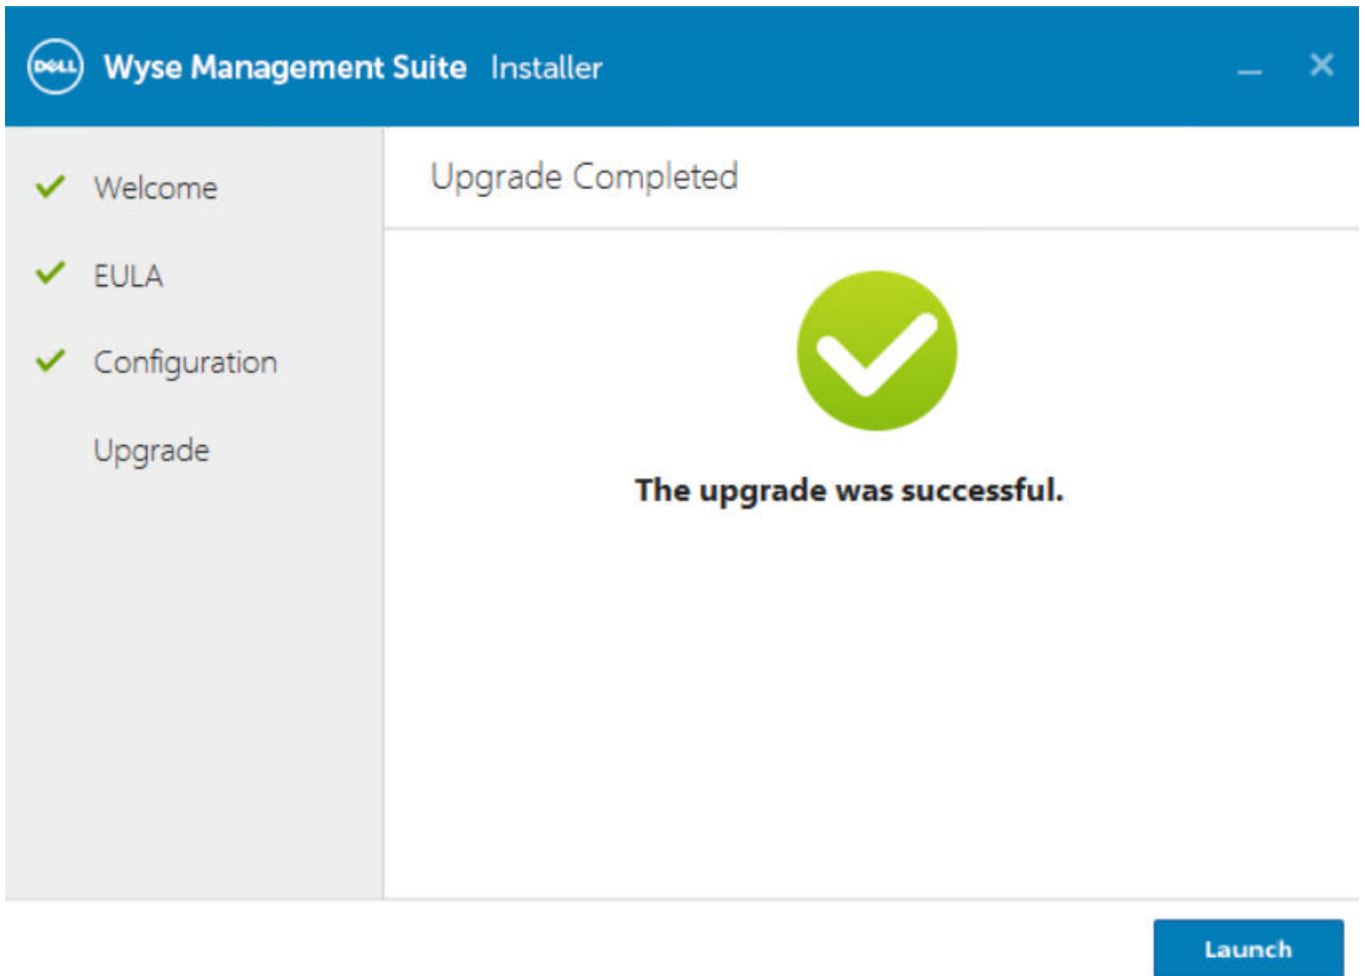 DELL Wyse Management Suite Installer
Welcome
EULA
Configuration
Upgrade
Upgrade Completed
The upgrade was successful.
Launch